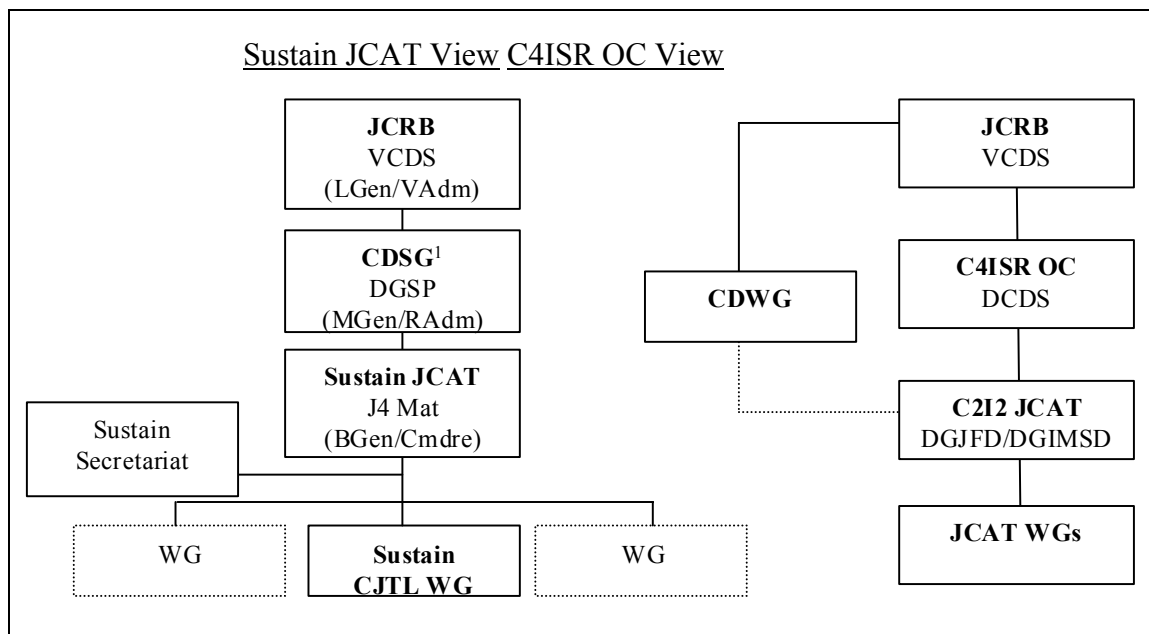 Sustain JCAT View C4ISR OC View
JCRB
VCDS
(LGen/VAdm)
CDSG¹
DGSP
(MGen/RAdm)
Sustain JCAT
J4 Mat
(BGen/Cmdre)
Sustain
Secretariat
WG
Sustain
CJTL WG
WG
JCRB
VCDS
CDWG
C4ISR OC
DCDS
C2I2 JCAT
DGJFD/DGIMSD
JCAT WGs